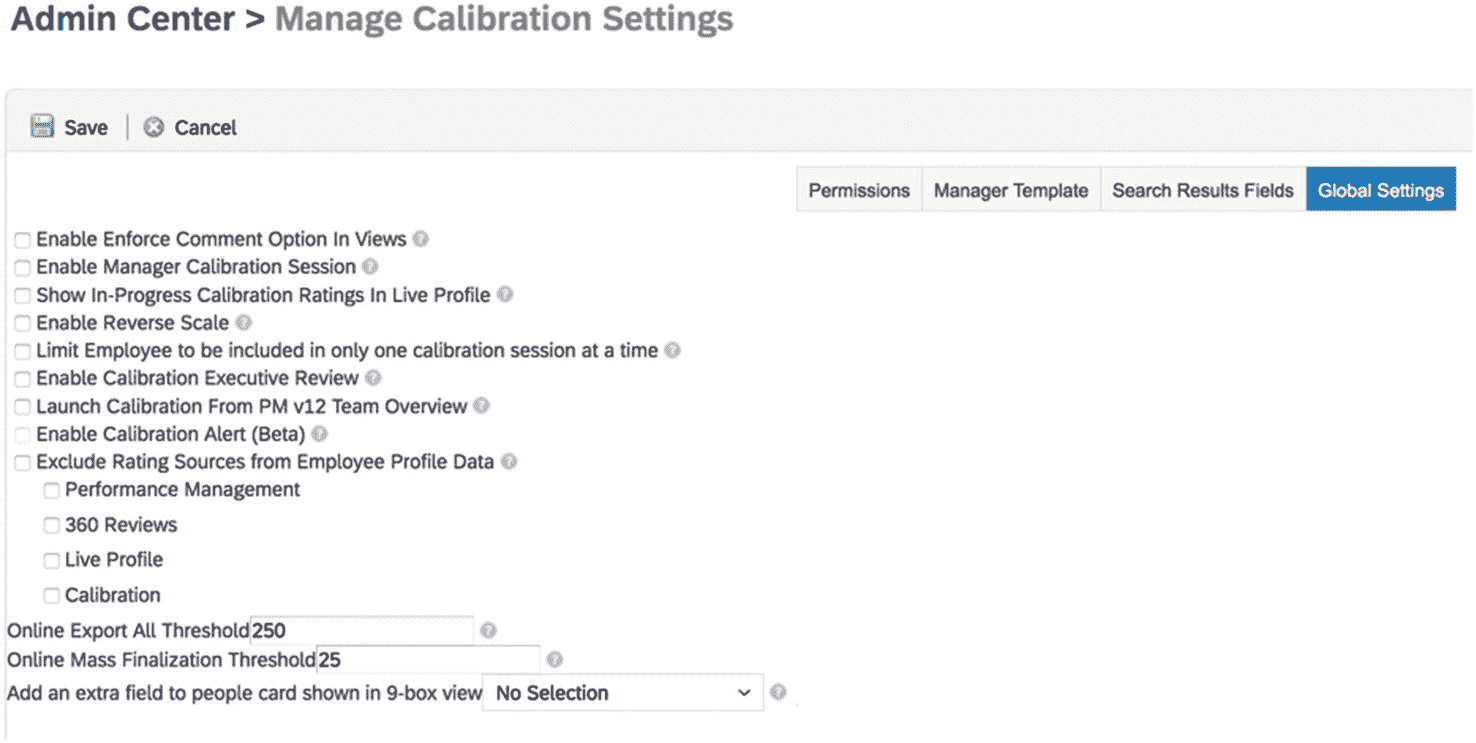 Admin Center > Manage Calibration Settings
Save | Cancel
Permissions Manager Template Search Results Fields Global Settings
Enable Enforce Comment Option In Views
Enable Manager Calibration Session
Show In-Progress Calibration Ratings In Live Profile
Enable Reverse Scale
Limit Employee to be included in only one calibration session at a time
Enable Calibration Executive Review
Launch Calibration From PM v12 Team Overview
Enable Calibration Alert (Beta)
Exclude Rating Sources from Employee Profile Data
Performance Management
360 Reviews
Live Profile
Calibration
Online Export All Threshold 250
Online Mass Finalization Threshold 25
Add an extra field to people card shown in 9-box view No Selection